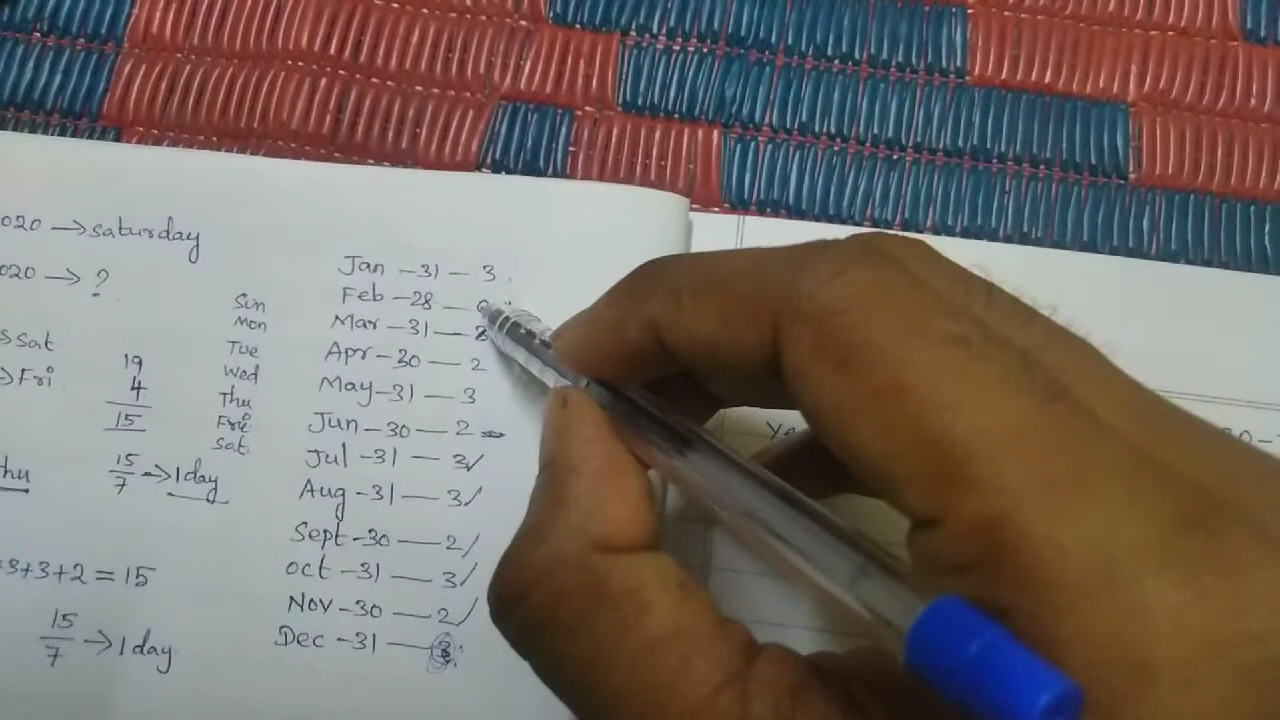 020 → saturday
020 → ?
s sat
→ Fri
19
4
15
15/7 → 1 day
thu
+3+3+2 = 15
15/7 → 1 day
Sun
Mon
Tue
Wed
Thu
Fri
Sat
Jan - 31 - 3
Feb - 28 - 0
Mar - 31 - 3
Apr - 30 - 2
May - 31 - 3
Jun - 30 - 2
Jul - 31 - 3/
Aug - 31 - 3/
Sept - 30 - 2/
oct - 31 - 3/
Nov - 30 - 2/
Dec - 31 - 3